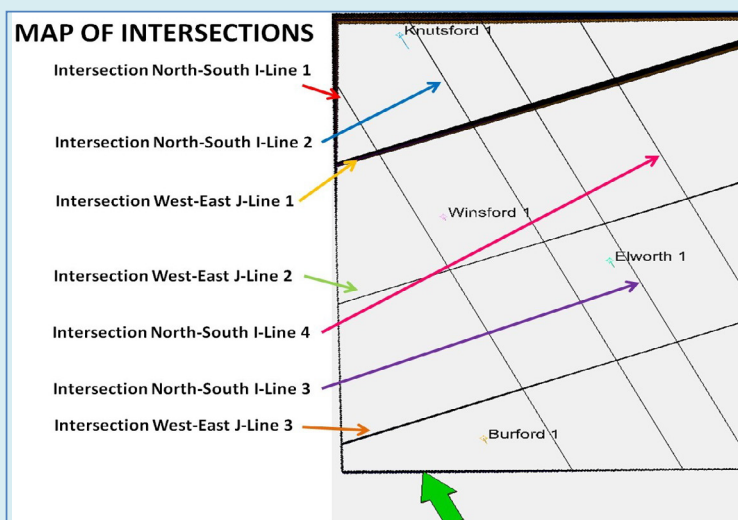 MAP OF INTERSECTIONS
Knutsford 1
Intersection North-South I-Line 1
Intersection North-South I-Line 2
Intersection West-East J-Line 1
Winsford 1
Elworth 1
Intersection West-East J-Line 2
Intersection North-South I-Line 4
Intersection North-South I-Line 3
Intersection West-East J-Line 3
Burford 1